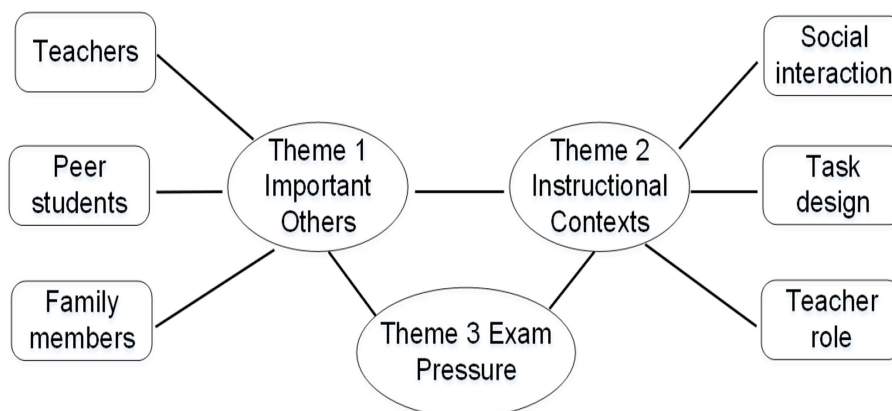 Teachers
Peer
students
Family
members
Theme 1
Important
Others
Theme 2
Instructional
Contexts
Theme 3 Exam
Pressure
Social
interaction
Task
design
Teacher
role